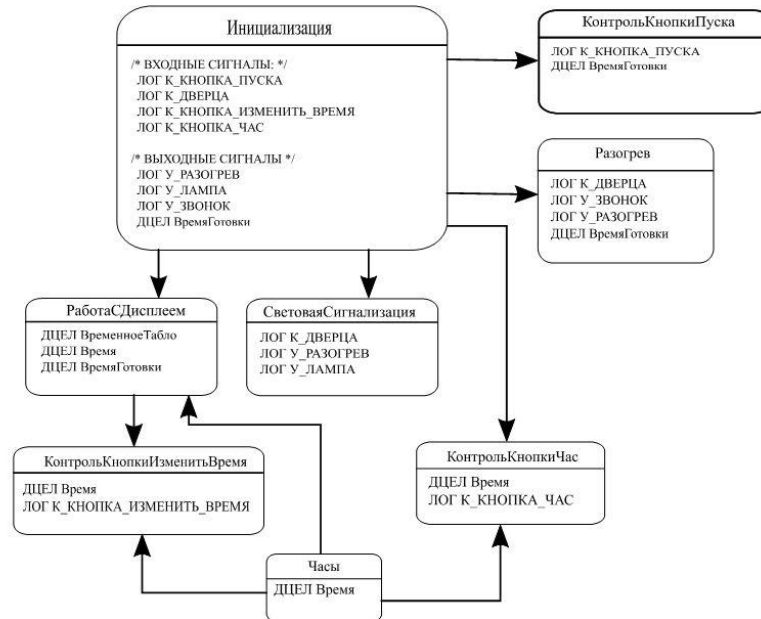 Инициализация
/* ВХОДНЫЕ СИГНАЛЫ: */
ЛОГ К_КНОПКА_ПУСКА
ЛОГ К_ДВЕРЦА
ЛОГ К_КНОПКА_ИЗМЕНИТЬ_ВРЕМЯ
ЛОГ К_КНОПКА_ЧАС
/* ВЫХОДНЫЕ СИГНАЛЫ */
ЛОГ У_РАЗОГРЕВ
ЛОГ У_ЛАМПА
ЛОГ У_ЗВОНОК
ДЦЕЛ ВремяГотовки
КонтрольКнопкиПуска
ЛОГ К_КНОПКА_ПУСКА
ДЦЕЛ ВремяГотовки
Разогрев
ЛОГ К_ДВЕРЦА
ЛОГ У_ЗВОНОК
ЛОГ У_РАЗОГРЕВ
ДЦЕЛ ВремяГотовки
РаботаСДисплеем
ДЦЕЛ ВременноеТабло
ДЦЕЛ Время
ДЦЕЛ ВремяГотовки
СветоваяСигнализация
ЛОГ К_ДВЕРЦА
ЛОГ У_РАЗОГРЕВ
ЛОГ У_ЛАМПА
КонтрольКнопкиИзменитьВремя
ДЦЕЛ Время
ЛОГ К_КНОПКА_ИЗМЕНИТЬ_ВРЕМЯ
КонтрольКнопкиЧас
ДЦЕЛ Время
ЛОГ К_КНОПКА_ЧАС
Часы
ДЦЕЛ Время